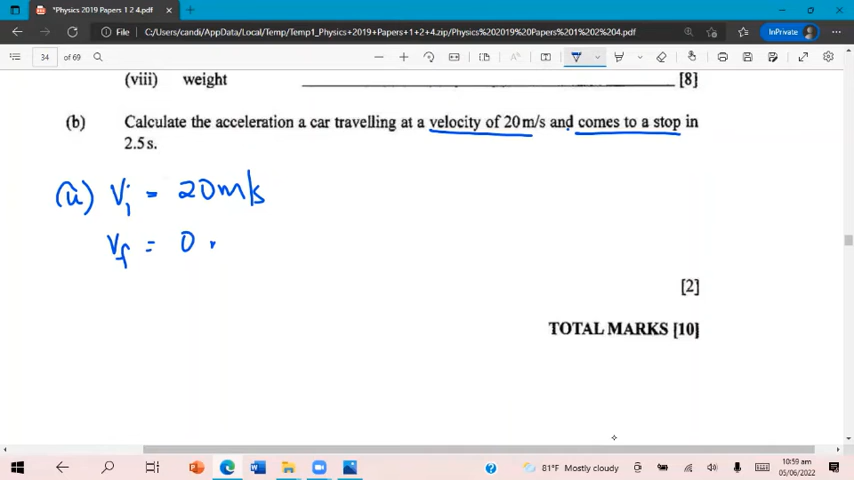 *Physics 2019 Papers 1 2 4.pdf
InPrivate
File
C:/Users/candi/AppData/Local/Temp/Temp1_Physics+2019+Papers+1+2+4.zip/Physics%202019%20Papers%201%202%204.pdf
34 of 69
(viii) weight [8]
(b) Calculate the acceleration a car travelling at a velocity of 20 m/s and comes to a stop in
2.5 s.
(u) Vi = 20m/s
Vf = 0
[2]
TOTAL MARKS [10]
81°F Mostly cloudy
10:59 am
05/06/2022